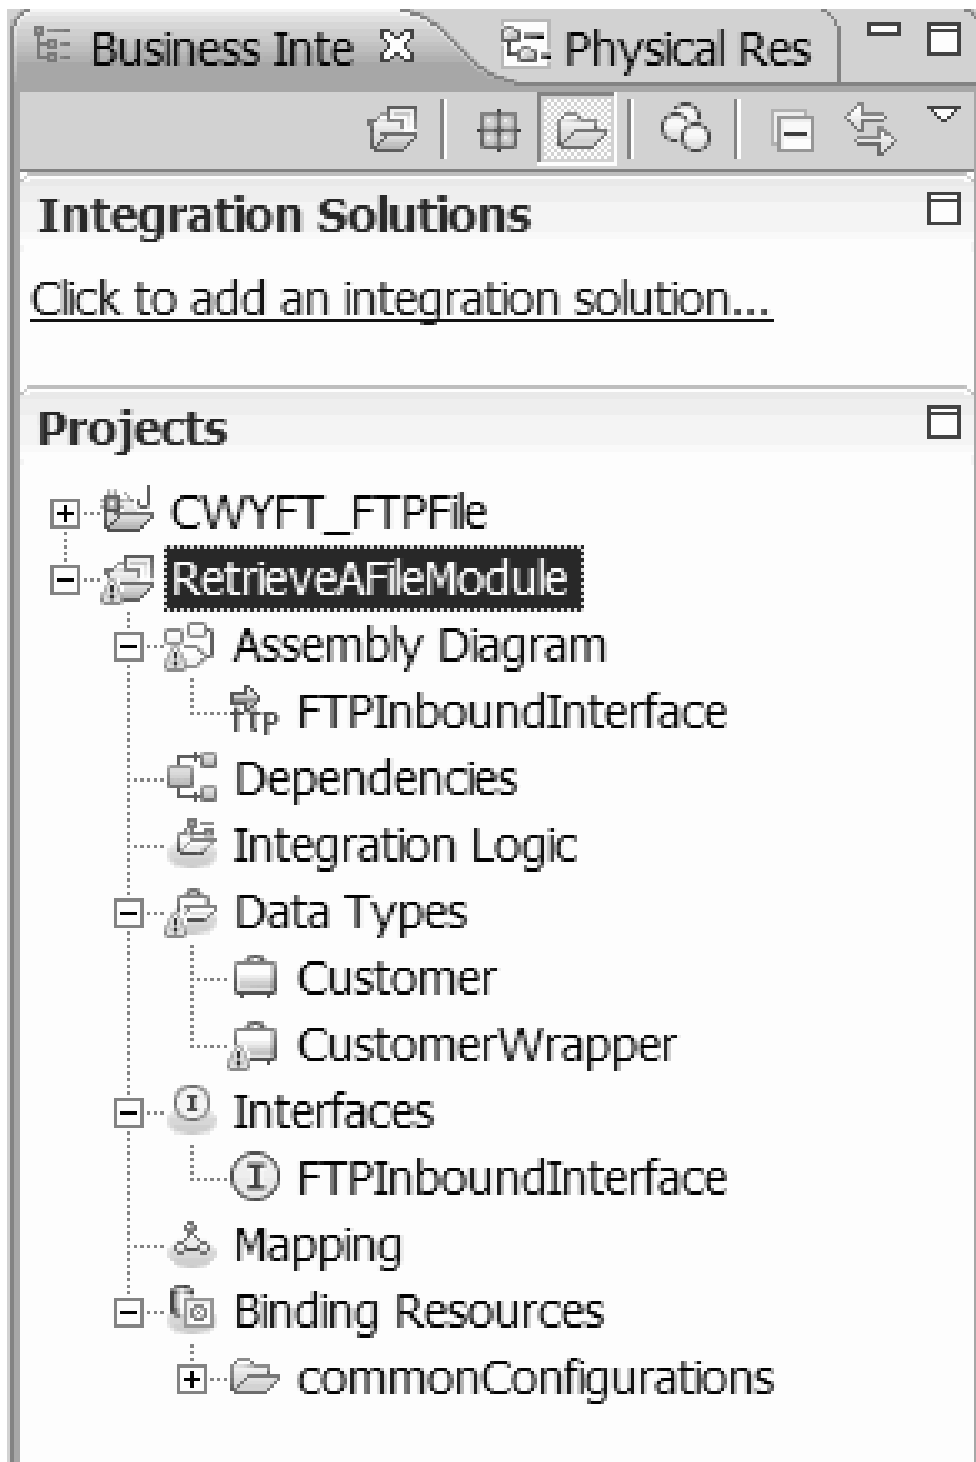 Business Inte
Physical Res
Integration Solutions
Click to add an integration solution...
Projects
CWYFT_FTPFile
RetrieveAFileModule
Assembly Diagram
FTP FTPInboundInterface
Dependencies
Integration Logic
Data Types
Customer
CustomerWrapper
Interfaces
I FTPInboundInterface
Mapping
Binding Resources
commonConfigurations